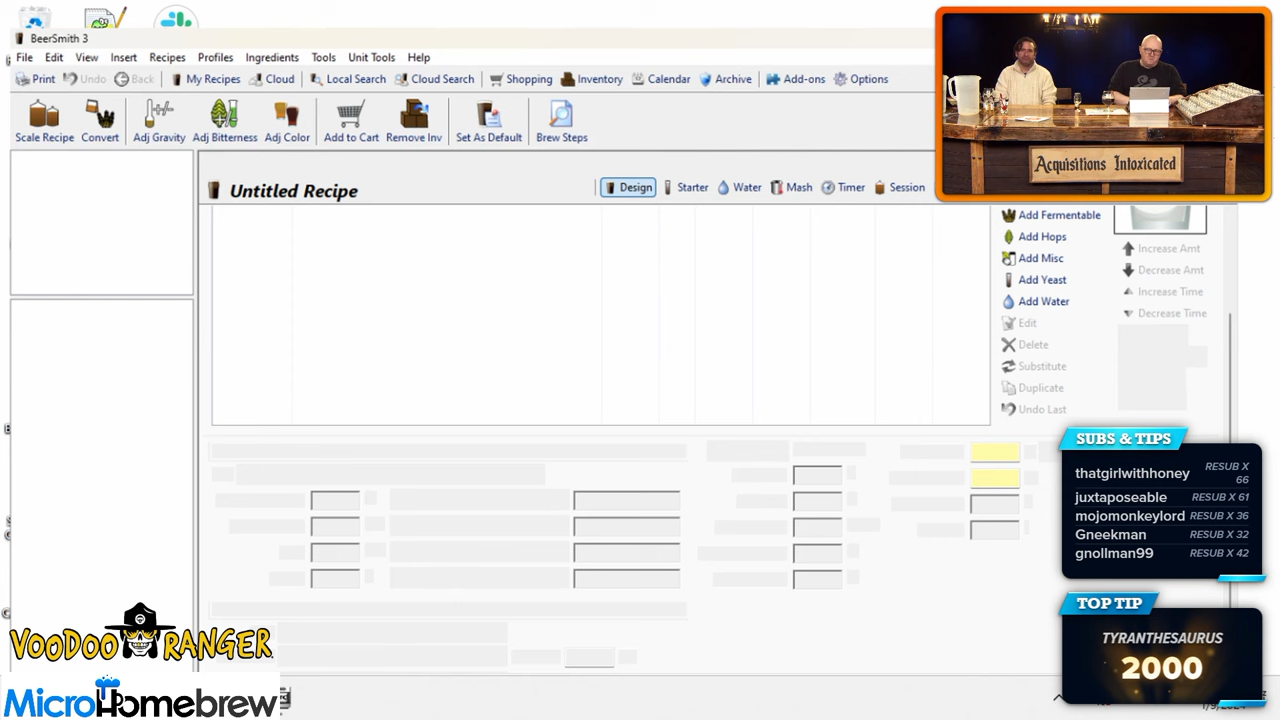 BeerSmith 3
File Edit View Insert Recipes Profiles Ingredients Tools Unit Tools Help
Print Undo Back My Recipes Cloud Local Search Cloud Search Shopping Inventory Calendar Archive Add-ons Options
Scale Recipe Convert Adj Gravity Adj Bitterness Adj Color Add to Cart Remove Inv Set As Default Brew Steps
Acquisitions Intoxicated
Untitled Recipe
Design Starter Water Mash Timer Session
Add Fermentable
Add Hops
Add Misc
Add Yeast
Add Water
Edit
Delete
Substitute
Duplicate
Undo Last
Increase Amt
Decrease Amt
Increase Time
Decrease Time
SUBS & TIPS
thatgirlwithhoney RESUB X 66
juxtaposeable RESUB X 61
mojomonkeylord RESUB X 36
Gneekman RESUB X 32
gnollman99 RESUB X 42
TOP TIP
TYRANTHESAURUS
2000
VOODOO RANGER
MicroHomebrew